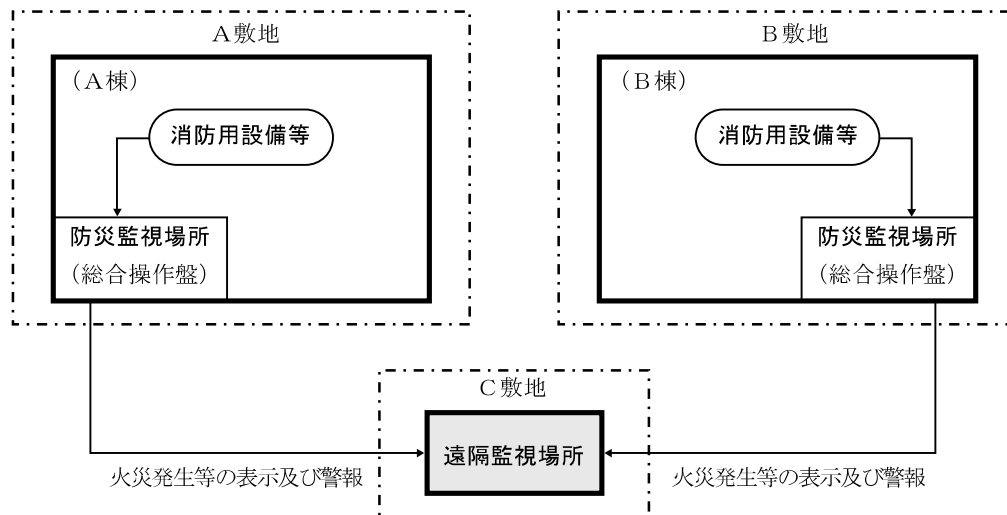 A敷地
（A棟）
消防用設備等
防災監視場所
（総合操作盤）
B敷地
（B棟）
消防用設備等
防災監視場所
（総合操作盤）
C敷地
遠隔監視場所
火災発生等の表示及び警報
火災発生等の表示及び警報